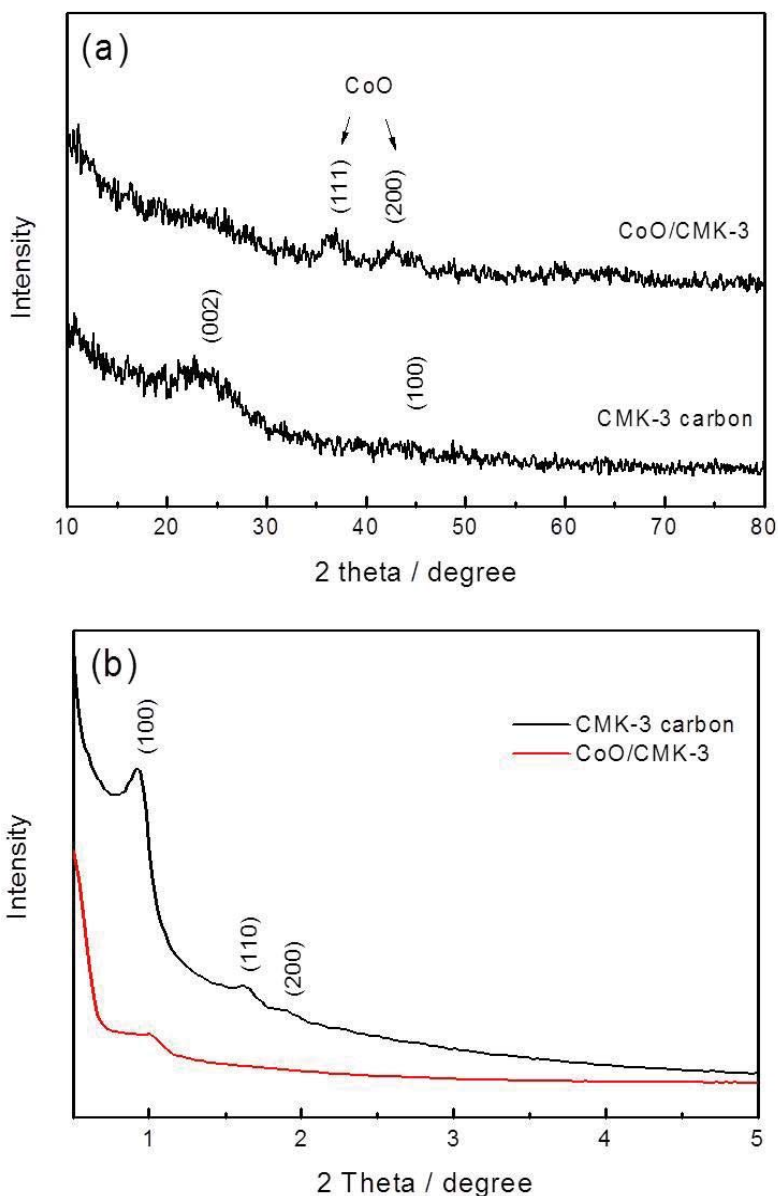 (a)
CoO
(111)
(200)
CoO/CMK-3
(002)
(100)
CMK-3 carbon
Intensity
10 20 30 40 50 60 70 80
2 theta / degree
(b)
(100)
CMK-3 carbon
CoO/CMK-3
(110)
(200)
Intensity
1 2 3 4 5
2 Theta / degree